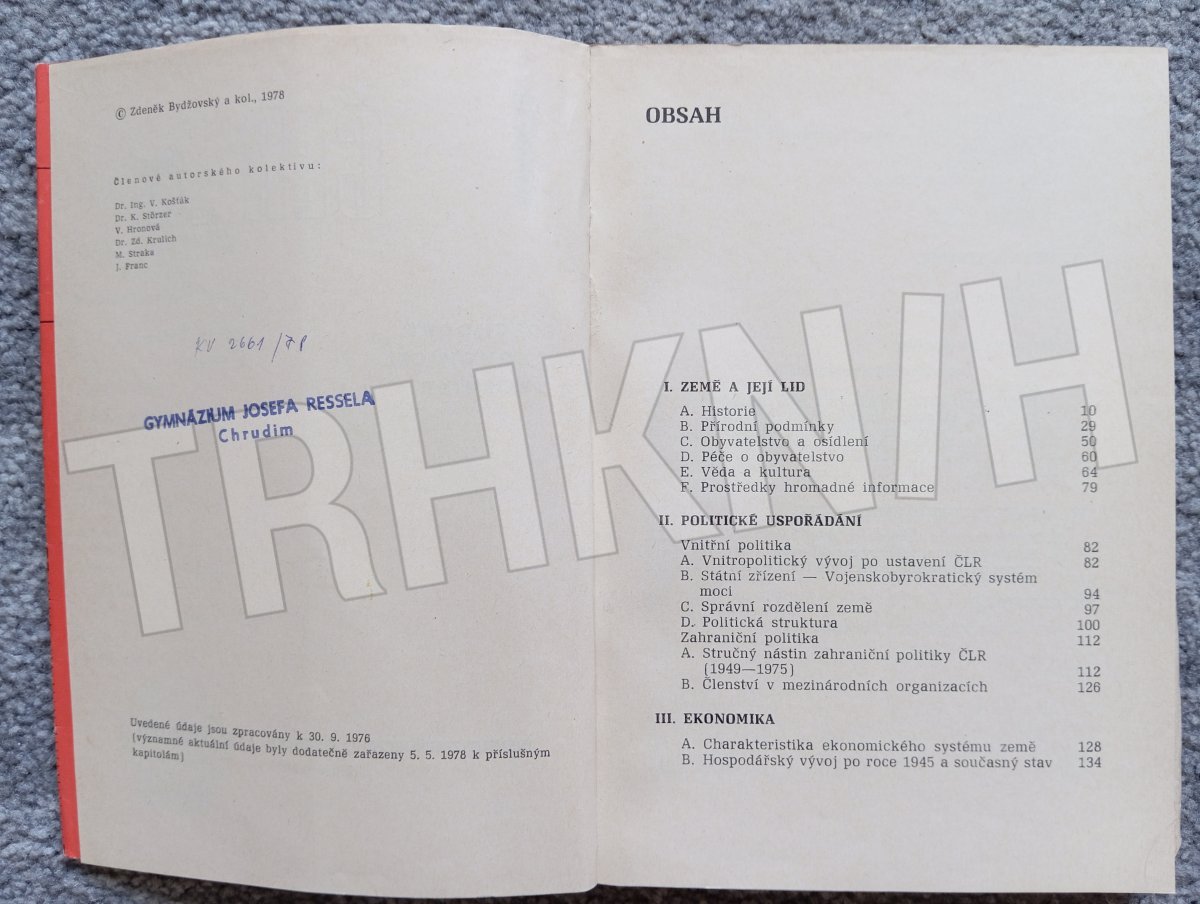 © Zdeněk Bydžovský a kol., 1978
Členové autorského kolektivu:
Dr. Ing. V. Košťák
Dr. K. Störzer
V. Hronová
Dr. Zd. Krulich
M. Straka
J. Franc
KV 2661/78
GYMNÁZIUM JOSEFA RESSELA
Chrudim
Uvedené údaje jsou zpracovány k 30. 9. 1976
(významné aktuální údaje byly dodatečně zařazeny 5. 5. 1978 k příslušným
kapitolám)
OBSAH
I. ZEMĚ A JEJÍ LID
A. Historie 10
B. Přírodní podmínky 29
C. Obyvatelstvo a osídlení 50
D. Péče o obyvatelstvo 60
E. Věda a kultura 64
F. Prostředky hromadné informace 79
II. POLITICKÉ USPOŘÁDÁNÍ
Vnitřní politika 82
A. Vnitropolitický vývoj po ustavení ČLR 82
B. Státní zřízení — Vojenskobyrokratický systém
moci 94
C. Správní rozdělení země 97
D. Politická struktura 100
Zahraniční politika 112
A. Stručný nástin zahraniční politiky ČLR
(1949—1975) 112
B. Členství v mezinárodních organizacích 126
III. EKONOMIKA
A. Charakteristika ekonomického systému země 128
B. Hospodářský vývoj po roce 1945 a současný stav 134
TRHKNIH